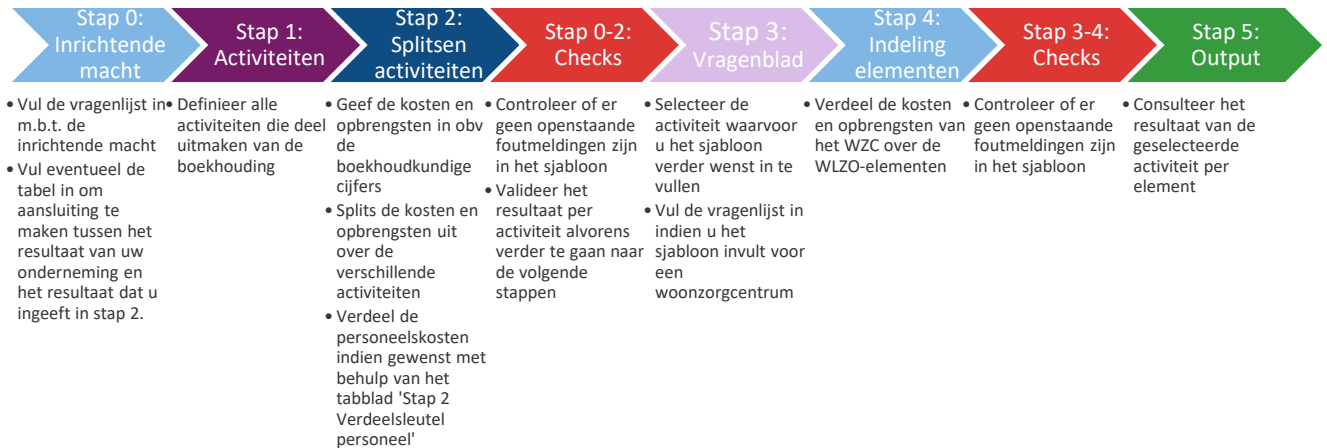 Stap 0:
Inrichtende
macht
Stap 1:
Activiteiten
Stap 2:
Splitsen
activiteiten
Stap 0-2:
Checks
Stap 3:
Vragenblad
Stap 4:
Indeling
elementen
Stap 3-4:
Checks
Stap 5:
Output
• Vul de vragenlijst in
m.b.t. de
inrichtende macht
• Vul eventueel de
tabel in om
aansluiting te
maken tussen het
resultaat van uw
onderneming en
het resultaat dat u
ingeeft in stap 2.
• Definieer alle
activiteiten die deel
uitmaken van de
boekhouding
• Geef de kosten en
opbrengsten in obv
de
boekhoudkundige
cijfers
• Splits de kosten en
opbrengsten uit
over de
verschillende
activiteiten
• Verdeel de
personeelskosten
indien gewenst met
behulp van het
tabblad 'Stap 2
Verdeelsleutel
personeel'
• Controleer of er
geen openstaande
foutmeldingen zijn
in het sjabloon
• Valideer het
resultaat per
activiteit alvorens
verder te gaan naar
de volgende
stappen
• Selecteer de
activiteit waarvoor
u het sjabloon
verder wenst in te
vullen
• Vul de vragenlijst in
indien u het
sjabloon invult voor
een
woonzorgcentrum
• Verdeel de kosten
en opbrengsten van
het WZC over de
WLZO-elementen
• Controleer of er
geen openstaande
foutmeldingen zijn
in het sjabloon
• Consulteer het
resultaat van de
geselecteerde
activiteit per
element